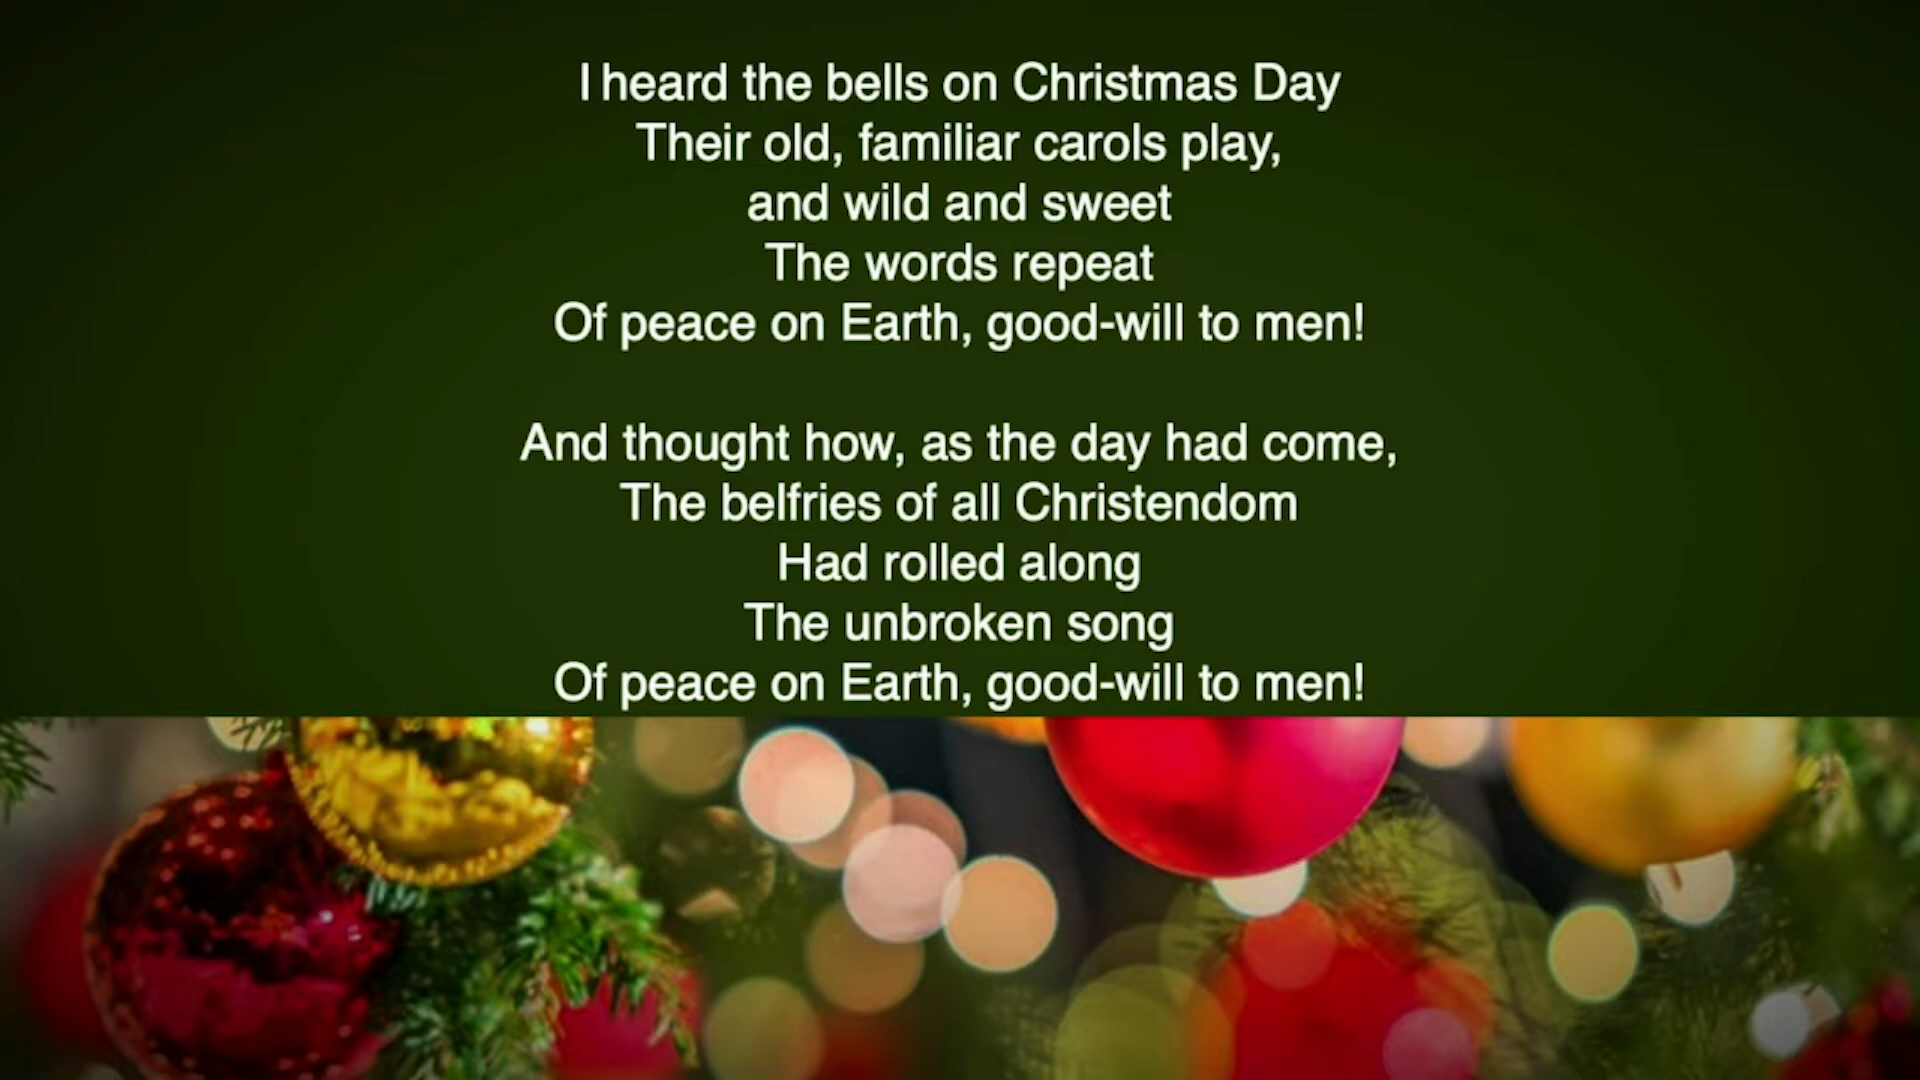 I heard the bells on Christmas Day
Their old, familiar carols play,
and wild and sweet
The words repeat
Of peace on Earth, good-will to men!
And thought how, as the day had come,
The belfries of all Christendom
Had rolled along
The unbroken song
Of peace on Earth, good-will to men!